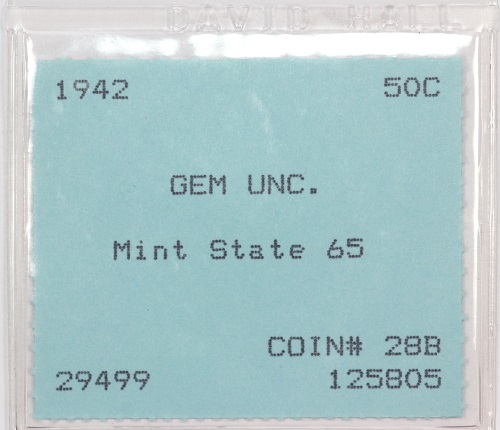 DAVID HALL
1942 50C
GEM UNC.
Mint State 65
COIN# 28B
29499 125805